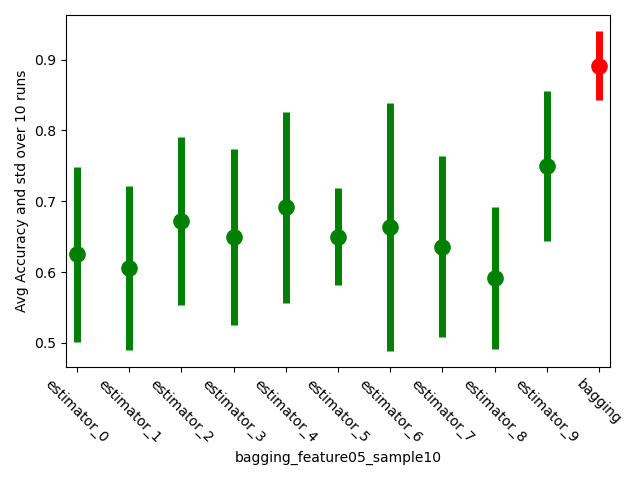 Avg Accuracy and std over 10 runs
0.9
0.8
0.7
0.6
0.5
estimator_0
estimator_1
estimator_2
estimator_3
estimator_4
estimator_5
estimator_6
estimator_7
estimator_8
estimator_9
bagging
bagging_feature05_sample10